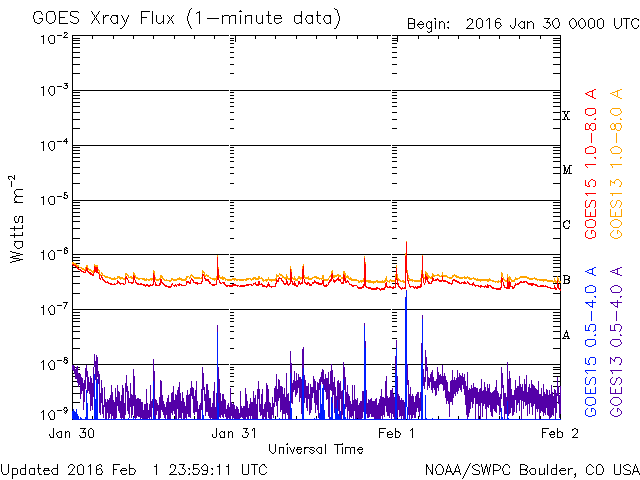 GOES Xray Flux (1-minute data)
Begin: 2016 Jan 30 0000 UTC
10⁻²
10⁻³
10⁻⁴
10⁻⁵
10⁻⁶
10⁻⁷
10⁻⁸
10⁻⁹
Watts m⁻²
X
M
C
B
A
GOES15 1.0-8.0 A
GOES13 1.0-8.0 A
GOES15 0.5-4.0 A
GOES13 0.5-4.0 A
Jan 30
Jan 31
Feb 1
Feb 2
Universal Time
Updated 2016 Feb 1 23:59:11 UTC
NOAA/SWPC Boulder, CO USA